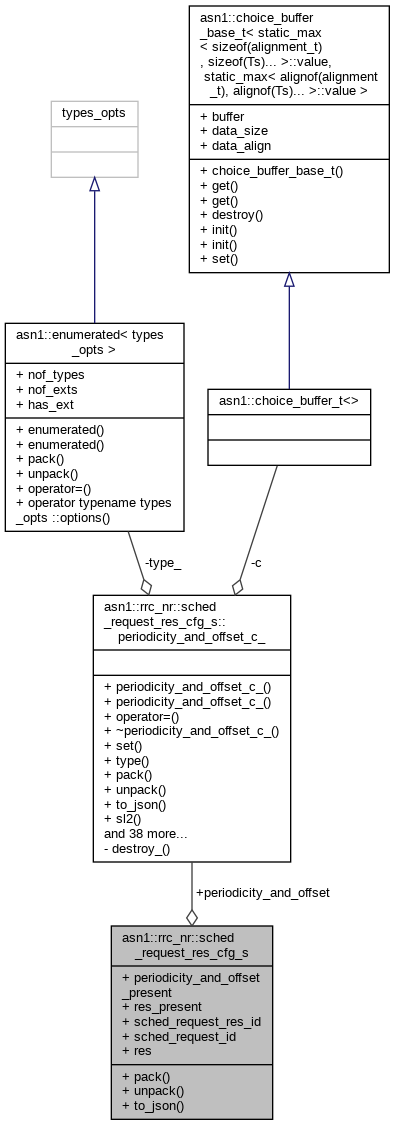 asn1::choice_buffer
_base_t< static_max
< sizeof(alignment_t)
, sizeof(Ts)... >::value,
static_max< alignof(alignment
_t), alignof(Ts)... >::value >
+ buffer
+ data_size
+ data_align
+ choice_buffer_base_t()
+ get()
+ get()
+ destroy()
+ init()
+ init()
+ set()
types_opts
asn1::enumerated< types
_opts >
+ nof_types
+ nof_exts
+ has_ext
+ enumerated()
+ enumerated()
+ pack()
+ unpack()
+ operator=()
+ operator typename types
_opts ::options()
asn1::choice_buffer_t<>
-type_
-c
asn1::rrc_nr::sched
_request_res_cfg_s::
periodicity_and_offset_c_
+ periodicity_and_offset_c_()
+ periodicity_and_offset_c_()
+ operator=()
+ ~periodicity_and_offset_c_()
+ set()
+ type()
+ pack()
+ unpack()
+ to_json()
+ sl2()
and 38 more...
- destroy_()
+periodicity_and_offset
asn1::rrc_nr::sched
_request_res_cfg_s
+ periodicity_and_offset
_present
+ res_present
+ sched_request_res_id
+ sched_request_id
+ res
+ pack()
+ unpack()
+ to_json()